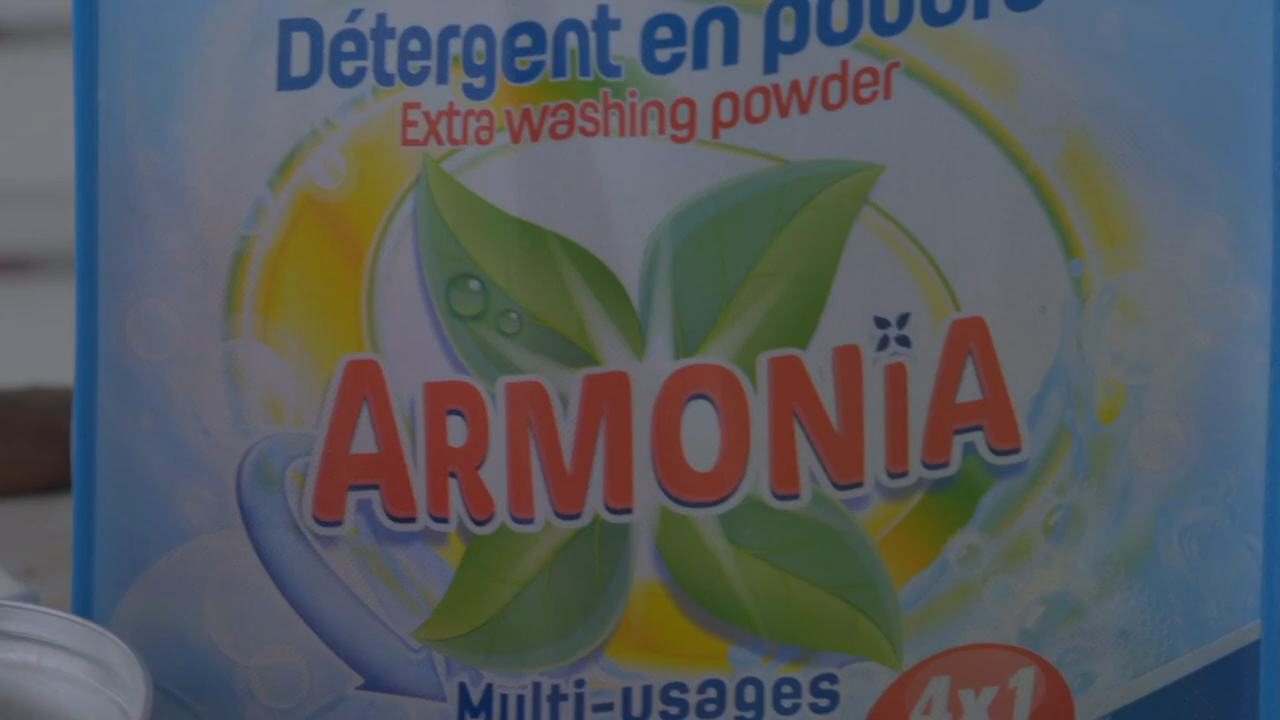 Détergent en poudre
Extra washing powder
ARMONiA
Multi-usages
4x1